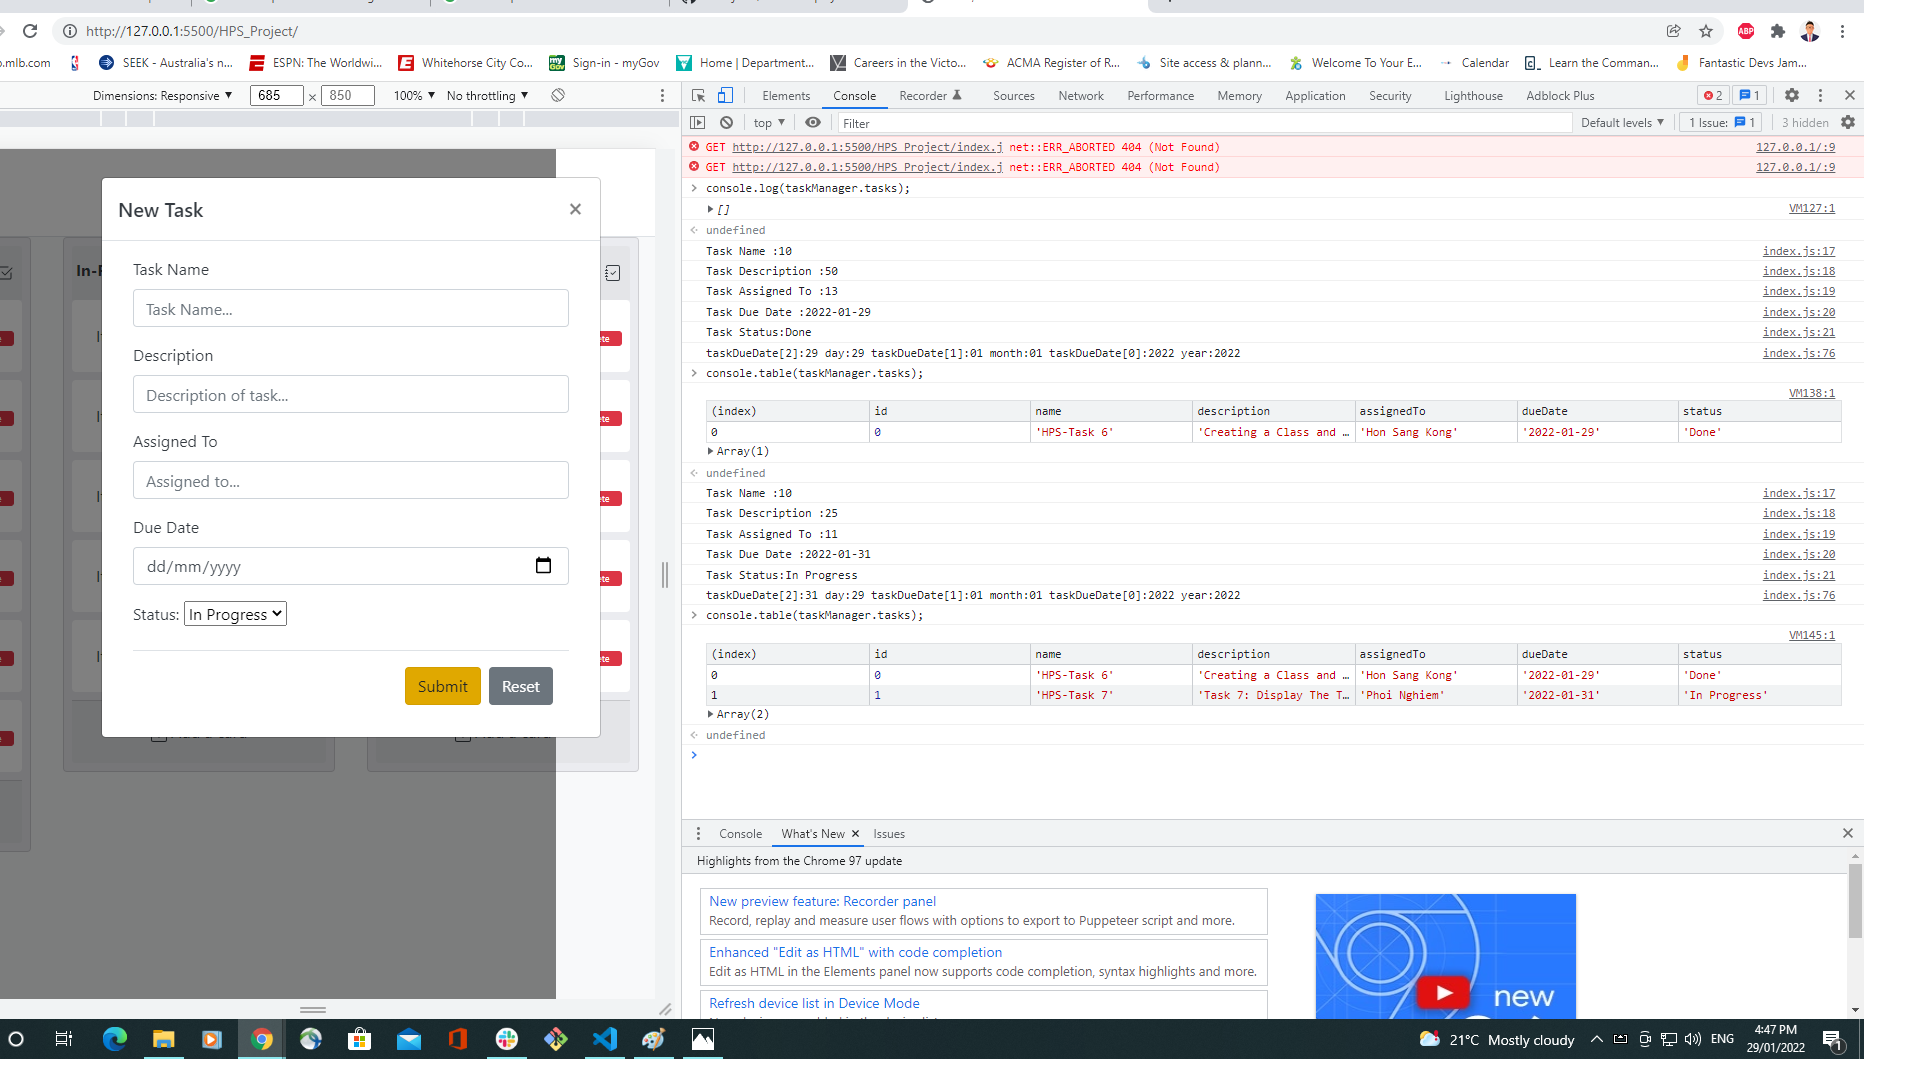 http://127.0.0.1:5500/HPS_Project/
.mlb.com SEEK - Australia's n... ESPN: The Worldwi... Whitehorse City Co... Sign-in - myGov Home | Department... Careers in the Victo... ACMA Register of R... Site access & plann... Welcome To Your E... Calendar Learn the Comman... Fantastic Devs Jam...
Dimensions: Responsive ▼ 685 × 850 100% ▼ No throttling ▼
Elements Console Recorder Sources Network Performance Memory Application Security Lighthouse Adblock Plus 2 1
top ▼ Filter Default levels ▼ 1 Issue: 1 3 hidden
GET http://127.0.0.1:5500/HPS_Project/index.j net::ERR_ABORTED 404 (Not Found) 127.0.0.1/:9
GET http://127.0.0.1:5500/HPS_Project/index.j net::ERR_ABORTED 404 (Not Found) 127.0.0.1/:9
console.log(taskManager.tasks);
[] VM127:1
undefined
Task Name :10 index.js:17
Task Description :50 index.js:18
Task Assigned To :13 index.js:19
Task Due Date :2022-01-29 index.js:20
Task Status:Done index.js:21
taskDueDate[2]:29 day:29 taskDueDate[1]:01 month:01 taskDueDate[0]:2022 year:2022 index.js:76
console.table(taskManager.tasks);
VM138:1
(index) id name description assignedTo dueDate status
0 0 'HPS-Task 6' 'Creating a Class and … 'Hon Sang Kong' '2022-01-29' 'Done'
Array(1)
undefined
Task Name :10 index.js:17
Task Description :25 index.js:18
Task Assigned To :11 index.js:19
Task Due Date :2022-01-31 index.js:20
Task Status:In Progress index.js:21
taskDueDate[2]:31 day:29 taskDueDate[1]:01 month:01 taskDueDate[0]:2022 year:2022 index.js:76
console.table(taskManager.tasks);
VM145:1
(index) id name description assignedTo dueDate status
0 0 'HPS-Task 6' 'Creating a Class and … 'Hon Sang Kong' '2022-01-29' 'Done'
1 1 'HPS-Task 7' 'Task 7: Display The T… 'Phoi Nghiem' '2022-01-31' 'In Progress'
Array(2)
undefined
New Task ×
Task Name
Task Name...
Description
Description of task...
Assigned To
Assigned to...
Due Date
dd/mm/yyyy
Status: In Progress
Submit Reset
Console What's New × Issues
Highlights from the Chrome 97 update
New preview feature: Recorder panel
Record, replay and measure user flows with options to export to Puppeteer script and more.
Enhanced "Edit as HTML" with code completion
Edit as HTML in the Elements panel now supports code completion, syntax highlights and more.
Refresh device list in Device Mode
new
21°C Mostly cloudy ENG 4:47 PM
29/01/2022 1